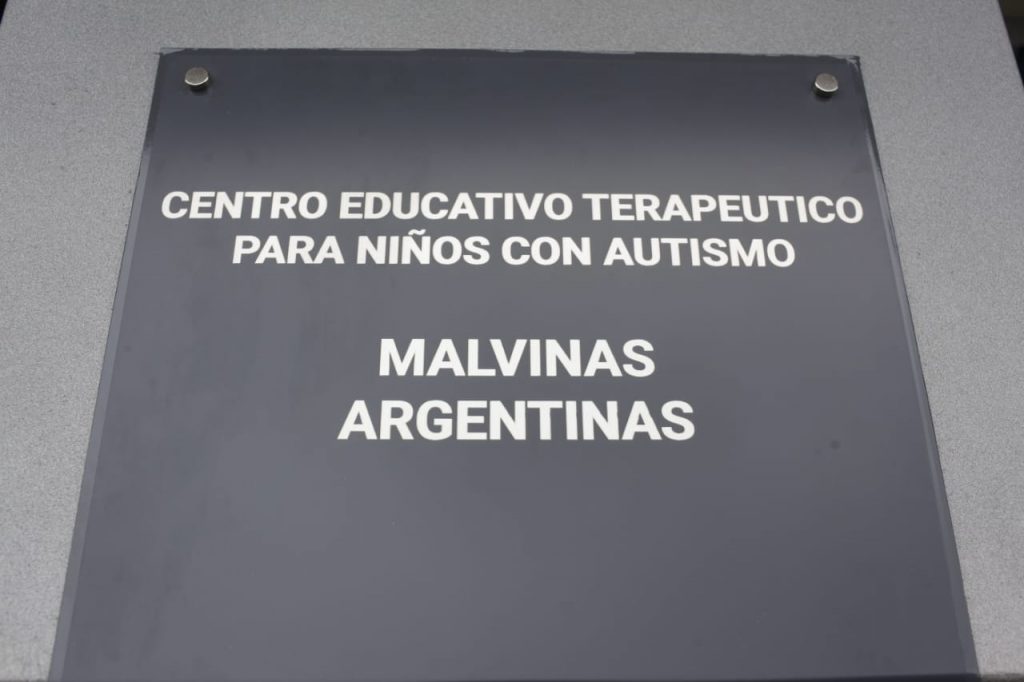 CENTRO EDUCATIVO TERAPEUTICO
PARA NIÑOS CON AUTISMO
MALVINAS
ARGENTINAS